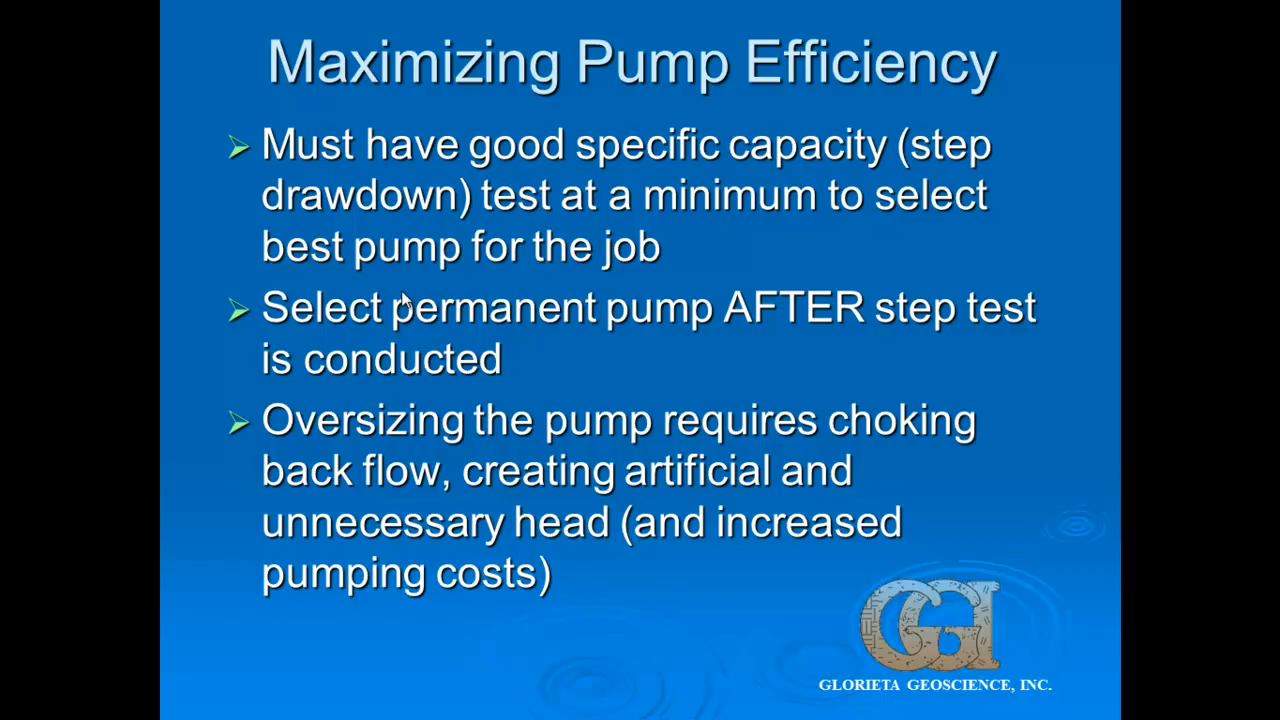 Maximizing Pump Efficiency
Must have good specific capacity (step
drawdown) test at a minimum to select
best pump for the job
Select permanent pump AFTER step test
is conducted
Oversizing the pump requires choking
back flow, creating artificial and
unnecessary head (and increased
pumping costs)
GGI
GLORIETA GEOSCIENCE, INC.